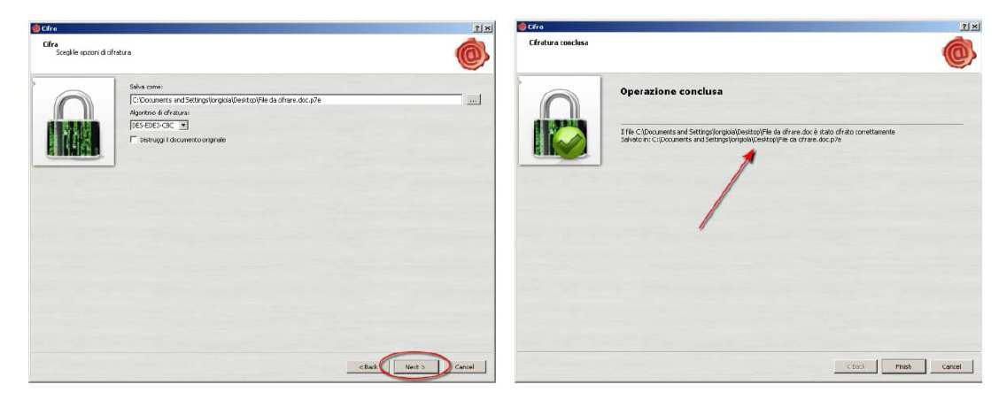 Cifra
Cifra
Scegli le opzioni di cifratura
Salva come:
C:\Documents and Settings\lorgiola\Desktop\File da cifrare.doc.p7e
...
Algoritmo di cifratura:
DES-EDE3-CBC
Distruggi il documento originale
< Back
Next >
Cancel
Cifra
Cifratura conclusa
Operazione conclusa
Il file C:\Documents and Settings\lorgiola\Desktop\File da cifrare.doc è stato cifrato correttamente
Salvato in: C:\Documents and Settings\lorgiola\Desktop\File da cifrare.doc.p7e
< Back
Finish
Cancel